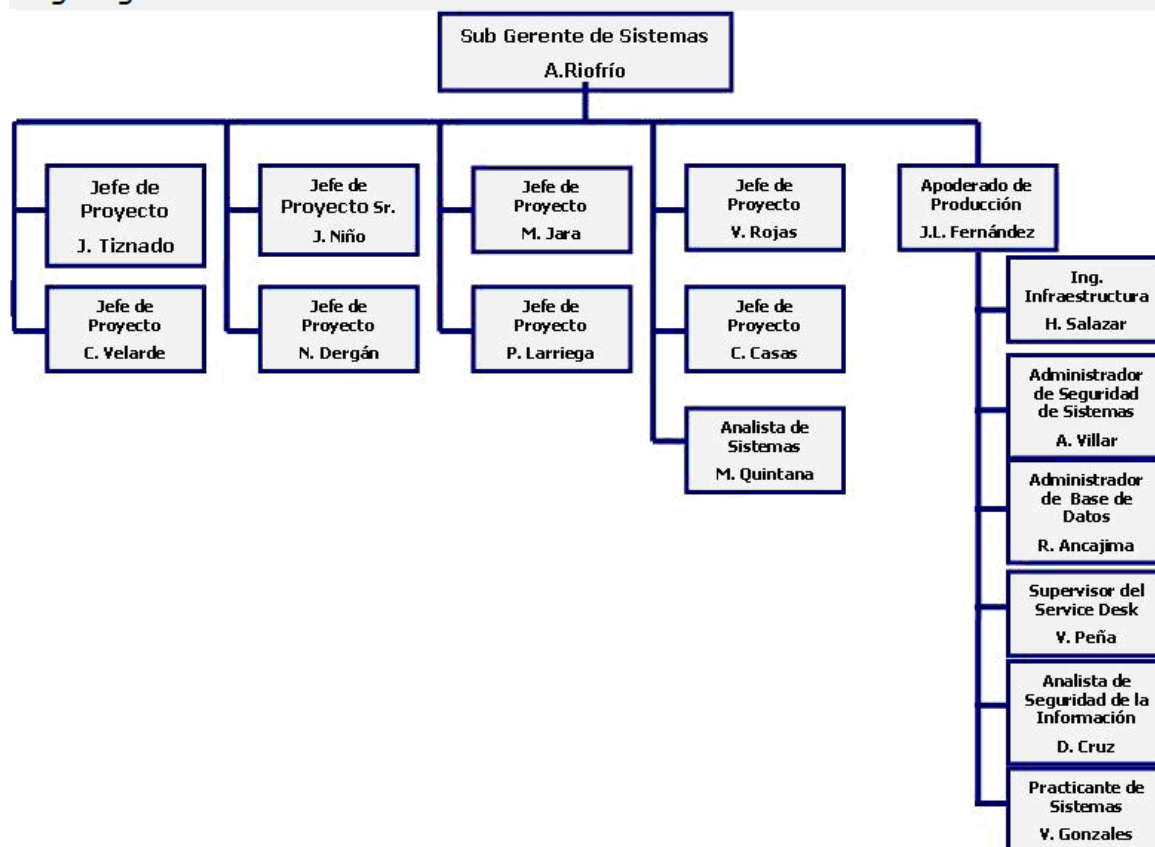 Sub Gerente de Sistemas
A.Riofrío
Jefe de
Proyecto
J. Tiznado
Jefe de
Proyecto Sr.
J. Niño
Jefe de
Proyecto
M. Jara
Jefe de
Proyecto
V. Rojas
Apoderado de
Producción
J.L. Fernández
Jefe de
Proyecto
C. Velarde
Jefe de
Proyecto
N. Dergán
Jefe de
Proyecto
P. Larriega
Jefe de
Proyecto
C. Casas
Analista de
Sistemas
M. Quintana
Ing.
Infraestructura
H. Salazar
Administrador
de Seguridad
de Sistemas
A. Villar
Administrador
de Base de
Datos
R. Ancajima
Supervisor del
Service Desk
V. Peña
Analista de
Seguridad de la
Información
D. Cruz
Practicante de
Sistemas
V. Gonzales